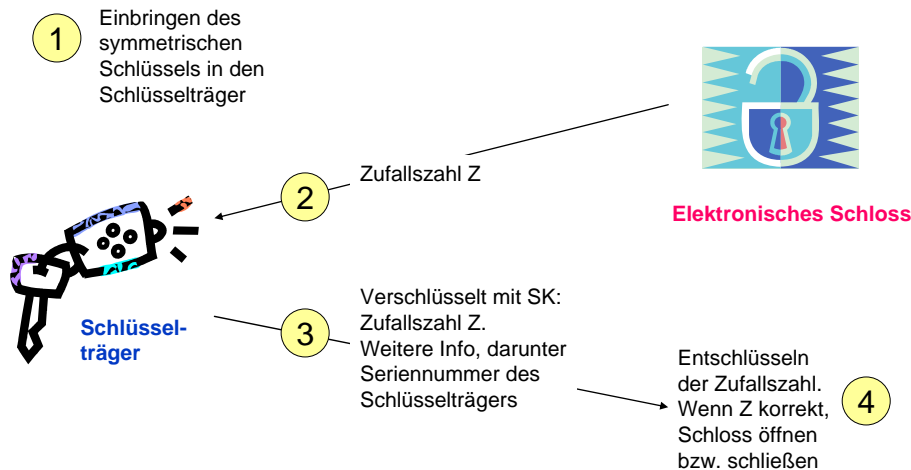 1
Einbringen des
symmetrischen
Schlüssels in den
Schlüsselträger
2
Zufallszahl Z
Elektronisches Schloss
Schlüssel-
träger
3
Verschlüsselt mit SK:
Zufallszahl Z.
Weitere Info, darunter
Seriennummer des
Schlüsselträgers
4
Entschlüsseln
der Zufallszahl.
Wenn Z korrekt,
Schloss öffnen
bzw. schließen